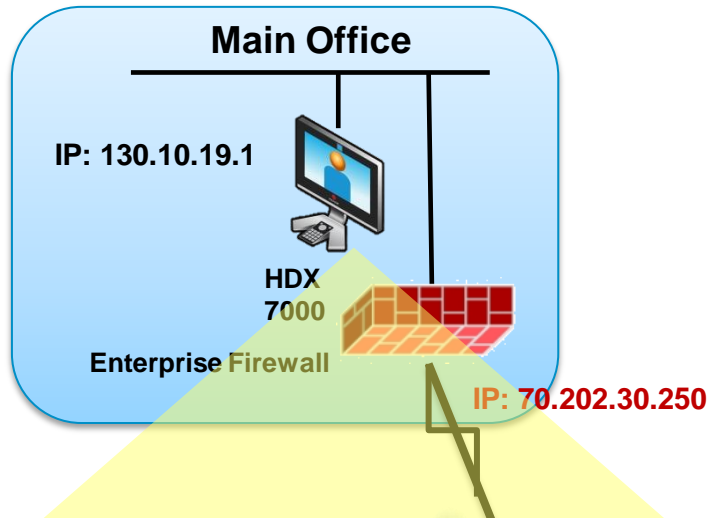 Main Office
IP: 130.10.19.1
HDX
7000
Enterprise Firewall
IP: 70.202.30.250